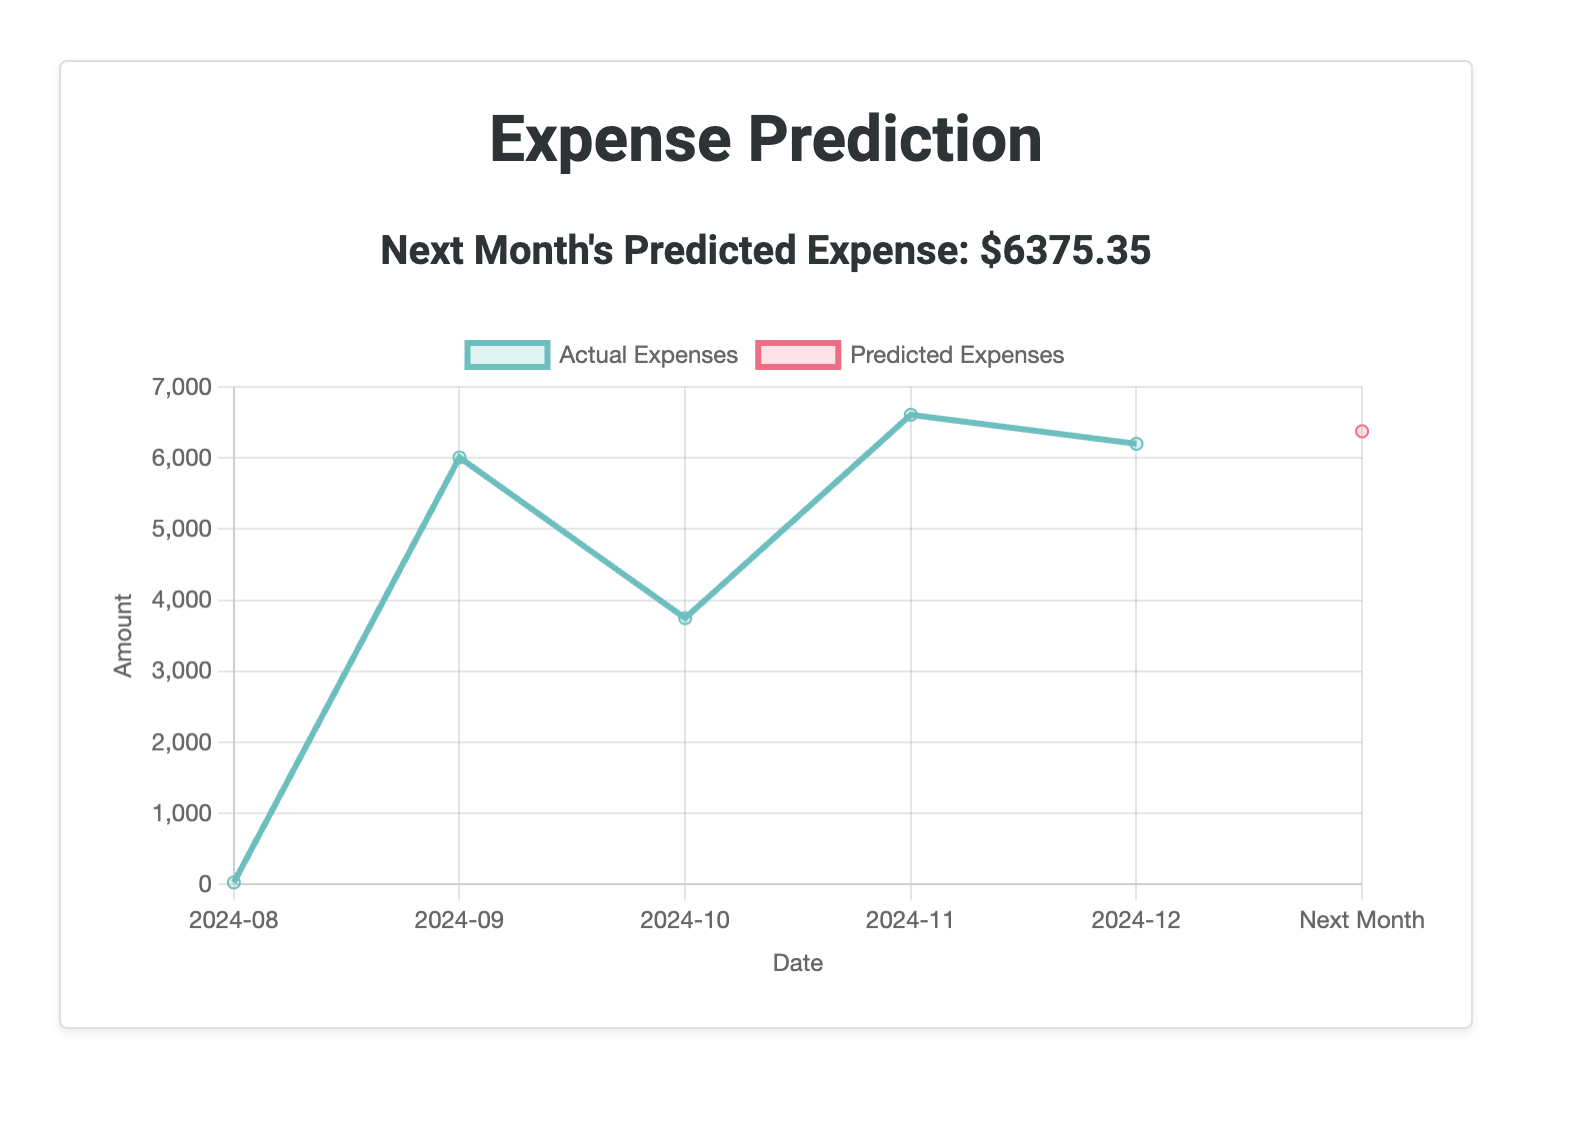 Expense Prediction
Next Month's Predicted Expense: $6375.35
Actual Expenses Predicted Expenses
7,000
6,000
5,000
4,000
3,000
2,000
1,000
0
Amount
2024-08 2024-09 2024-10 2024-11 2024-12 Next Month
Date